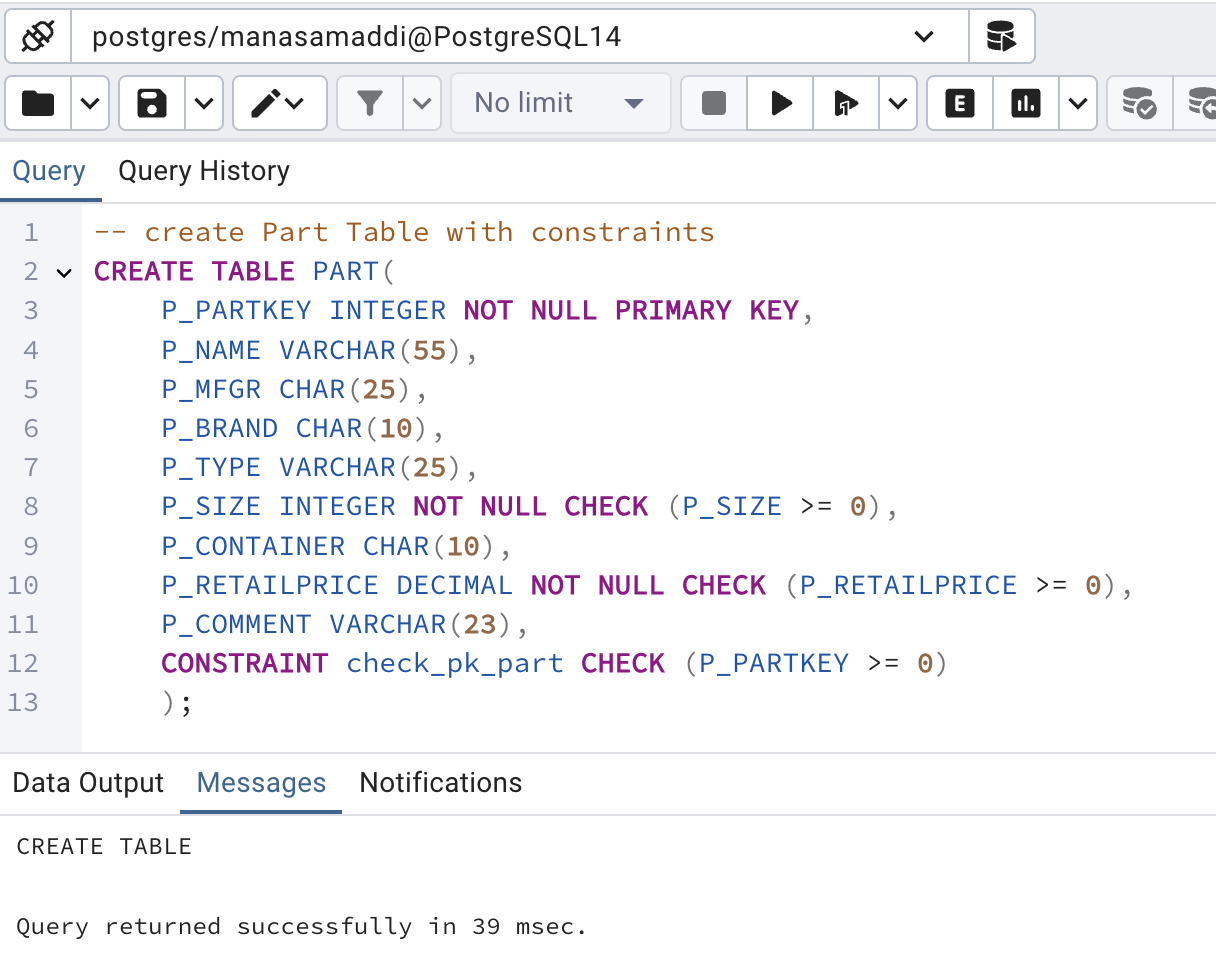 postgres/manasamaddi@PostgreSQL14
No limit
E
Query Query History
1 -- create Part Table with constraints
2 CREATE TABLE PART(
3 P_PARTKEY INTEGER NOT NULL PRIMARY KEY,
4 P_NAME VARCHAR(55),
5 P_MFGR CHAR(25),
6 P_BRAND CHAR(10),
7 P_TYPE VARCHAR(25),
8 P_SIZE INTEGER NOT NULL CHECK (P_SIZE >= 0),
9 P_CONTAINER CHAR(10),
10 P_RETAILPRICE DECIMAL NOT NULL CHECK (P_RETAILPRICE >= 0),
11 P_COMMENT VARCHAR(23),
12 CONSTRAINT check_pk_part CHECK (P_PARTKEY >= 0)
13 );
Data Output Messages Notifications
CREATE TABLE
Query returned successfully in 39 msec.